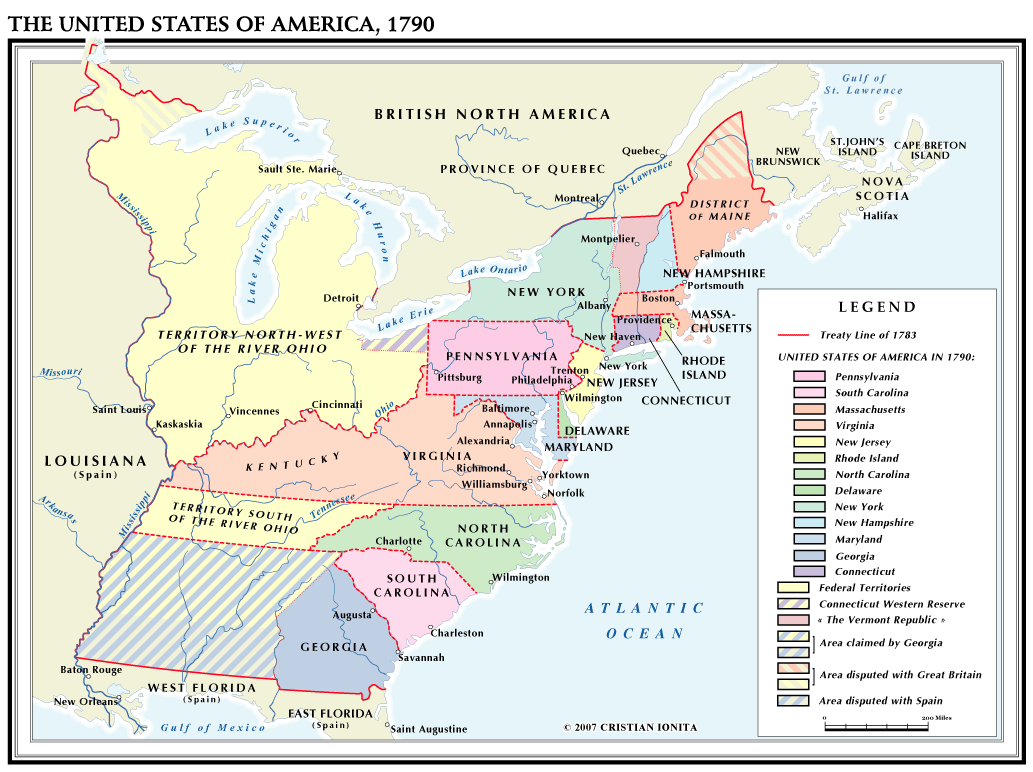 THE UNITED STATES OF AMERICA, 1790
Gulf of
St. Lawrence
BRITISH NORTH AMERICA
Lake Superior
Quebec
NEW
BRUNSWICK
ST.JOHN'S
ISLAND
CAPE BRETON
ISLAND
Sault Ste. Marie
PROVINCE OF QUEBEC
St. Lawrence
NOVA
SCOTIA
Montreal
DISTRICT
OF MAINE
Halifax
Mississippi
Lake Michigan
Lake Huron
Montpelier
Falmouth
Lake Ontario
NEW HAMPSHIRE
Portsmouth
NEW YORK
Albany
Boston
Detroit
Lake Erie
Providence
MASSA-
CHUSETTS
TERRITORY NORTH-WEST
OF THE RIVER OHIO
New Haven
PENNSYLVANIA
RHODE
ISLAND
New York
Trenton
Missouri
Pittsburg
Philadelphia
NEW JERSEY
CONNECTICUT
Wilmington
Saint Louis
Vincennes
Cincinnati
Ohio
Baltimore
Kaskaskia
Annapolis
DELAWARE
Alexandria
MARYLAND
LOUISIANA
(Spain)
KENTUCKY
VIRGINIA
Richmond
Yorktown
Williamsburg
Norfolk
Arkansas
Mississippi
TERRITORY SOUTH
OF THE RIVER OHIO
Tennessee
NORTH
CAROLINA
Charlotte
SOUTH
CAROLINA
Wilmington
ATLANTIC
OCEAN
Augusta
Charleston
GEORGIA
Savannah
Baton Rouge
WEST FLORIDA
(Spain)
New Orleans
EAST FLORIDA
(Spain)
Gulf of Mexico
Saint Augustine
© 2007 CRISTIAN IONITA
LEGEND
Treaty Line of 1783
UNITED STATES OF AMERICA IN 1790:
Pennsylvania
South Carolina
Massachusetts
Virginia
New Jersey
Rhode Island
North Carolina
Delaware
New York
New Hampshire
Maryland
Georgia
Connecticut
Federal Territories
Connecticut Western Reserve
« The Vermont Republic »
Area claimed by Georgia
Area disputed with Great Britain
Area disputed with Spain
0 200 Miles